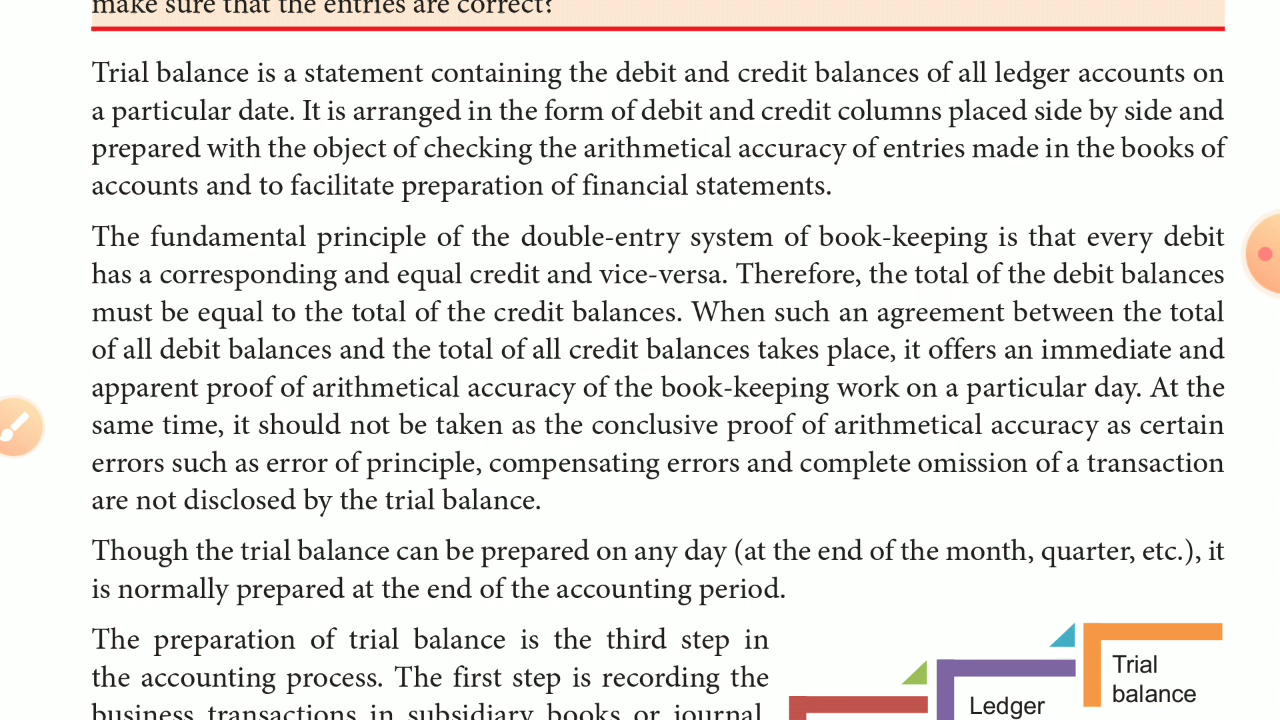 make sure that the entries are correct?
Trial balance is a statement containing the debit and credit balances of all ledger accounts on
a particular date. It is arranged in the form of debit and credit columns placed side by side and
prepared with the object of checking the arithmetical accuracy of entries made in the books of
accounts and to facilitate preparation of financial statements.
The fundamental principle of the double-entry system of book-keeping is that every debit
has a corresponding and equal credit and vice-versa. Therefore, the total of the debit balances
must be equal to the total of the credit balances. When such an agreement between the total
of all debit balances and the total of all credit balances takes place, it offers an immediate and
apparent proof of arithmetical accuracy of the book-keeping work on a particular day. At the
same time, it should not be taken as the conclusive proof of arithmetical accuracy as certain
errors such as error of principle, compensating errors and complete omission of a transaction
are not disclosed by the trial balance.
Though the trial balance can be prepared on any day (at the end of the month, quarter, etc.), it
is normally prepared at the end of the accounting period.
The preparation of trial balance is the third step in
the accounting process. The first step is recording the
business transactions in subsidiary books or journal.
Trial
balance
Ledger